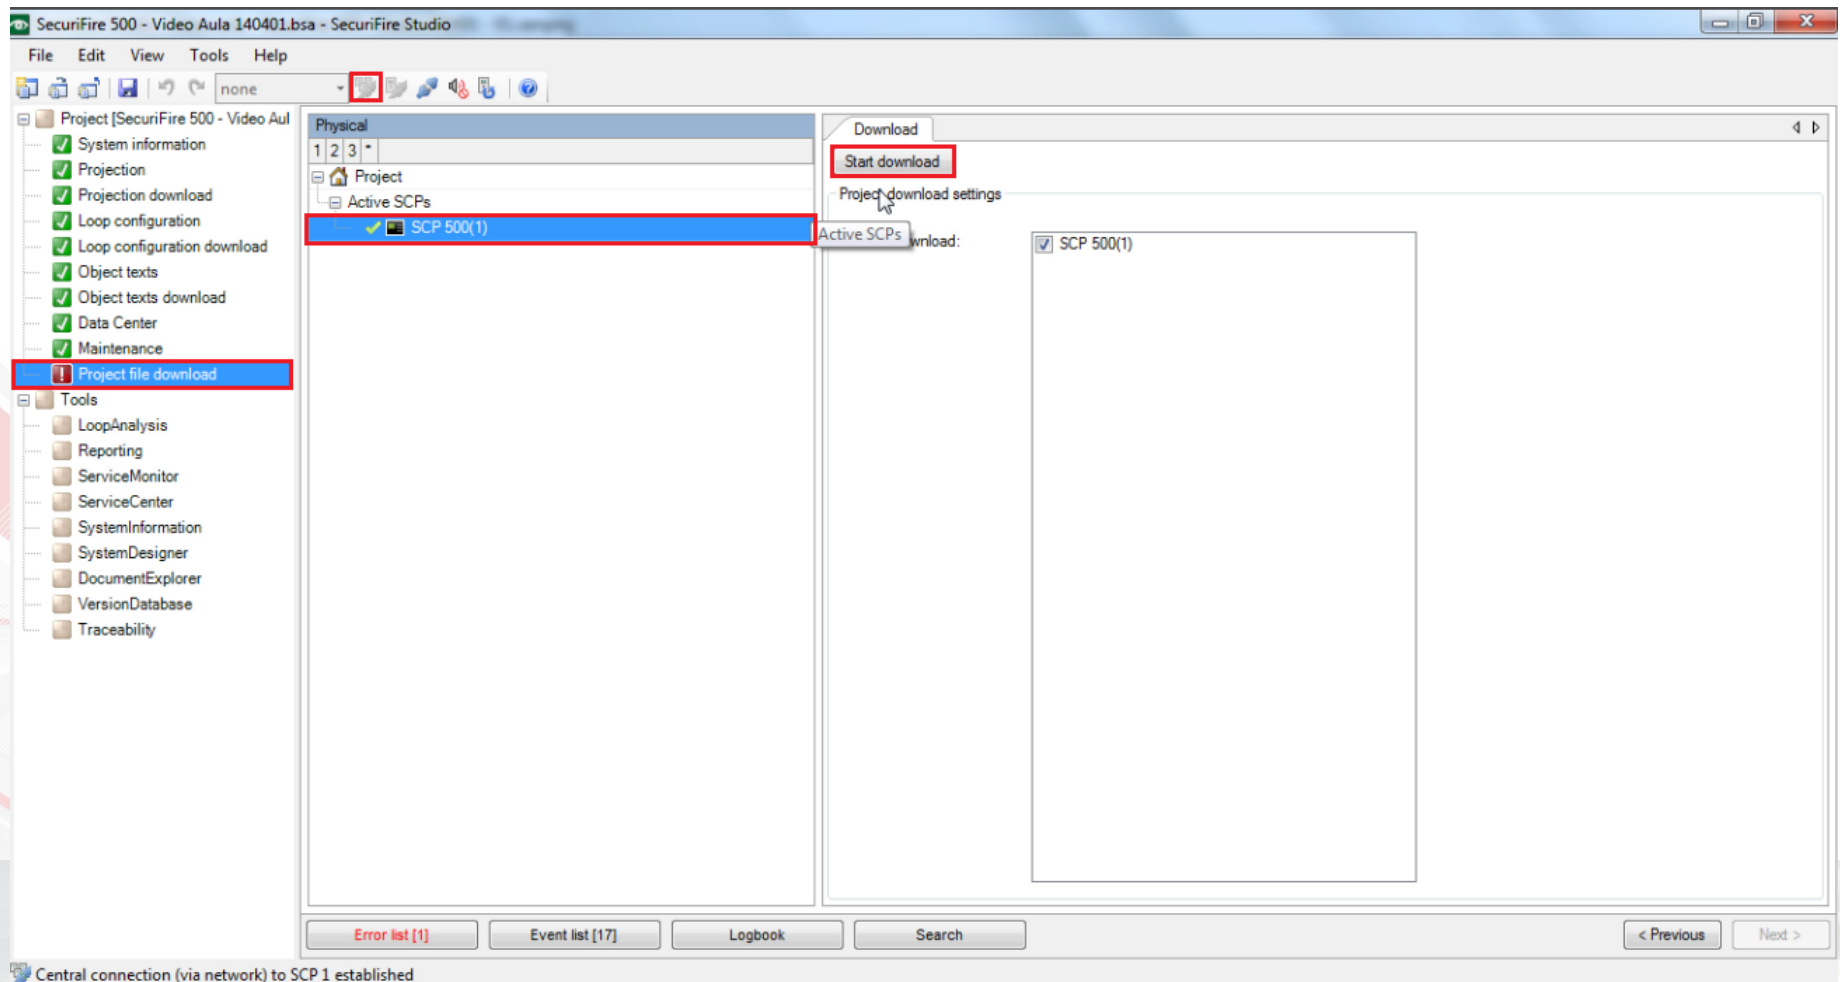 SecuriFire 500 - Video Aula 140401.bsa - SecuriFire Studio
File Edit View Tools Help
none
Project [SecuriFire 500 - Video Aul
System information
Projection
Projection download
Loop configuration
Loop configuration download
Object texts
Object texts download
Data Center
Maintenance
Project file download
Tools
LoopAnalysis
Reporting
ServiceMonitor
ServiceCenter
SystemInformation
SystemDesigner
DocumentExplorer
VersionDatabase
Traceability
Physical
1 2 3 *
Project
Active SCPs
SCP 500(1)
Download
Start download
Project download settings
Active SCPs
wnload:
SCP 500(1)
Error list [1] Event list [17] Logbook Search < Previous Next >
Central connection (via network) to SCP 1 established